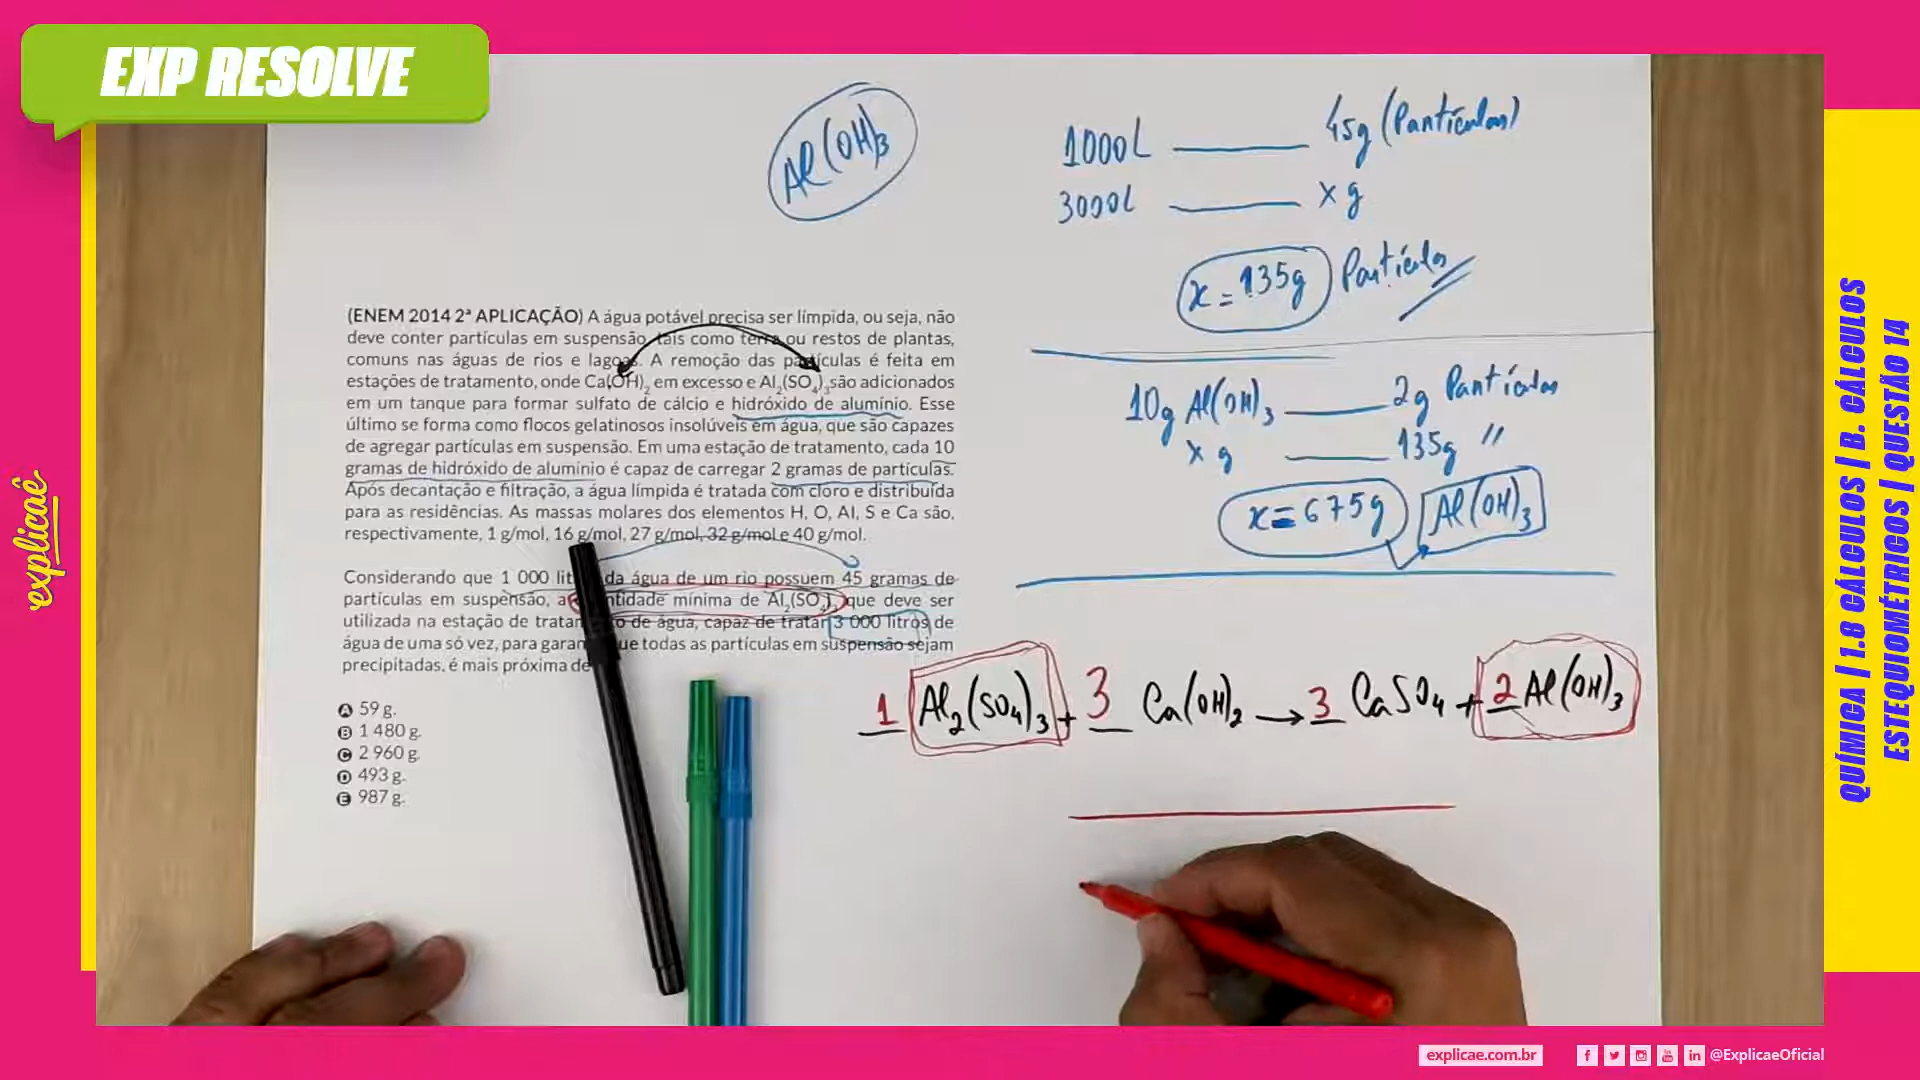 EXP RESOLVE
Al(OH)3
1000L 45g (Partículas)
3000L x g
x = 135g Partículas
10g Al(OH)3 2g Partículas
x g 135g //
x = 675g Al(OH)3
(ENEM 2014 2ª APLICAÇÃO) A água potável precisa ser límpida, ou seja, não
deve conter partículas em suspensão, tais como terra ou restos de plantas,
comuns nas águas de rios e lagoas. A remoção das partículas é feita em
estações de tratamento, onde Ca(OH)2 em excesso e Al2(SO4)3 são adicionados
em um tanque para formar sulfato de cálcio e hidróxido de alumínio. Esse
último se forma como flocos gelatinosos insolúveis em água, que são capazes
de agregar partículas em suspensão. Em uma estação de tratamento, cada 10
gramas de hidróxido de alumínio é capaz de carregar 2 gramas de partículas.
Após decantação e filtração, a água límpida é tratada com cloro e distribuída
para as residências. As massas molares dos elementos H, O, Al, S e Ca são,
respectivamente, 1 g/mol, 16 g/mol, 27 g/mol, 32 g/mol e 40 g/mol.
Considerando que 1 000 da água de um rio possuem 45 gramas de
partículas em suspensão, a mínima de Al2(SO4)3 que deve ser
utilizada na estação de de água, capaz de tratar 3 000 litros de
água de uma só vez, para todas as partículas em suspensão sejam
precipitadas, é mais próxima de
A 59 g.
B 1 480 g.
C 2 960 g.
D 493 g.
E 987 g.
1 Al2(SO4)3 + 3 Ca(OH)2 → 3 CaSO4 + 2 Al(OH)3
explicaê
QUÍMICA | 1.8 CÁLCULOS | B. CÁLCULOS
ESTEQUIOMÉTRICOS | QUESTÃO 14
explicae.com.br
@ExplicaeOficial